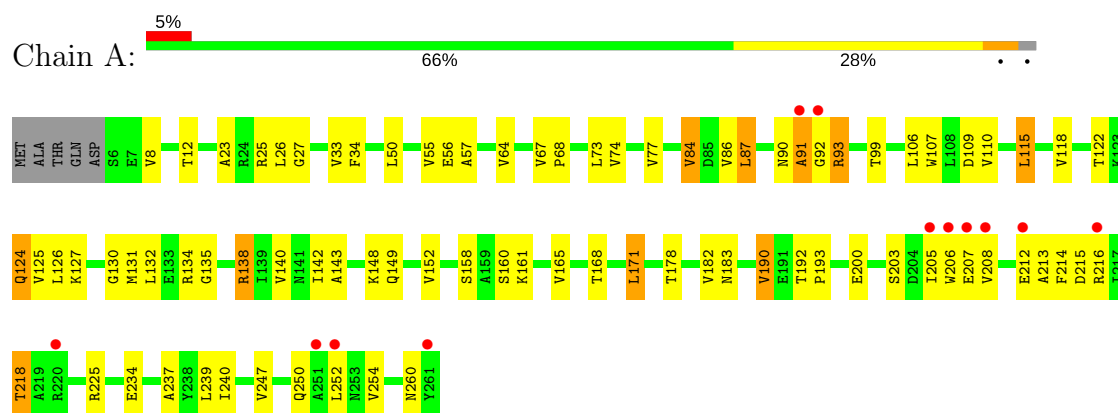 5%
Chain A:
66% 28% • •
MET ALA THR GLN ASP S6 E7 V8 T12 A23 R24 R25 L26 G27 V33 F34 L50 V55 E56 A57 V64 V67 P68 L73 V74 V77 V84 D85 V86 L87 N90 A91 G92 R93 T99 L106 W107 L108 D109 V110 L115 V118 T122 K123
Q124 V125 L126 K127 G130 M131 L132 E133 R134 G135 R138 I139 V140 N141 I142 A143 K148 Q149 V152 S158 A159 S160 K161 V165 T168 L171 T178 V182 N183 V190 E191 T192 P193 E200 S203 D204 I205 W206 E207 V208 E212 A213 F214 D215 R216 I217
T218 A219 R220 R225 E234 A237 Y238 L239 I240 V247 Q250 A251 L252 N253 V254 N260 Y261